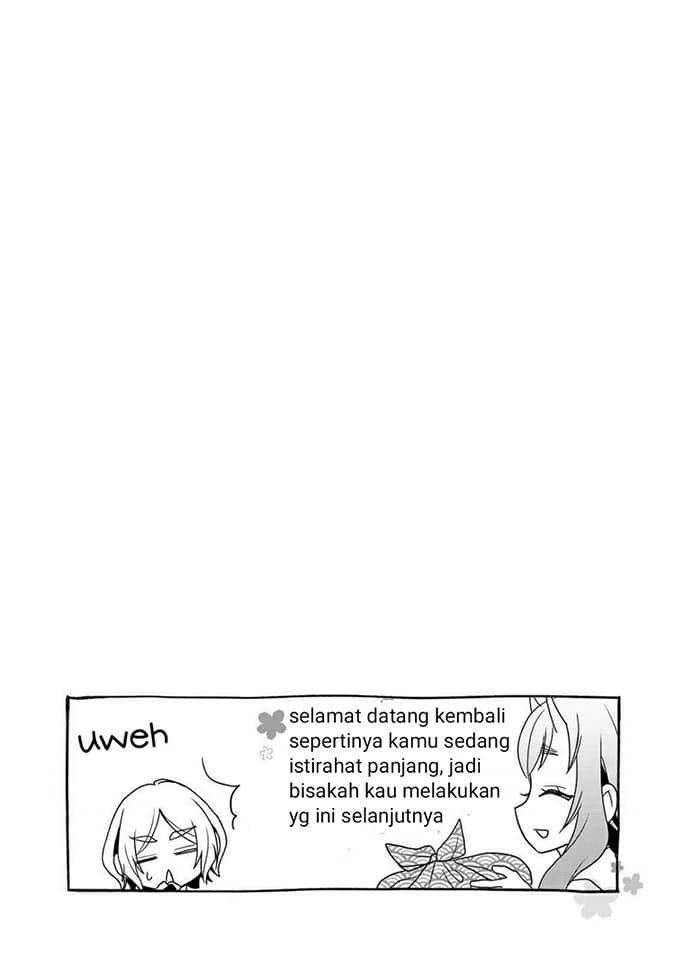 uweh
selamat datang kembali
sepertinya kamu sedang
istirahat panjang, jadi
bisakah kau melakukan
yg ini selanjutnya